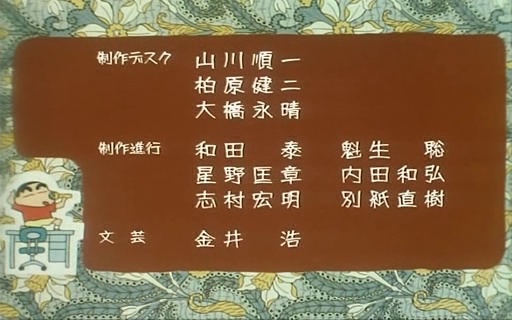 制作デスク 山川順一
柏原健二
大橋永晴
制作進行 和田 泰 魁生 聡
星野匡章 内田和弘
志村宏明 別紙直樹
文芸 金井 浩